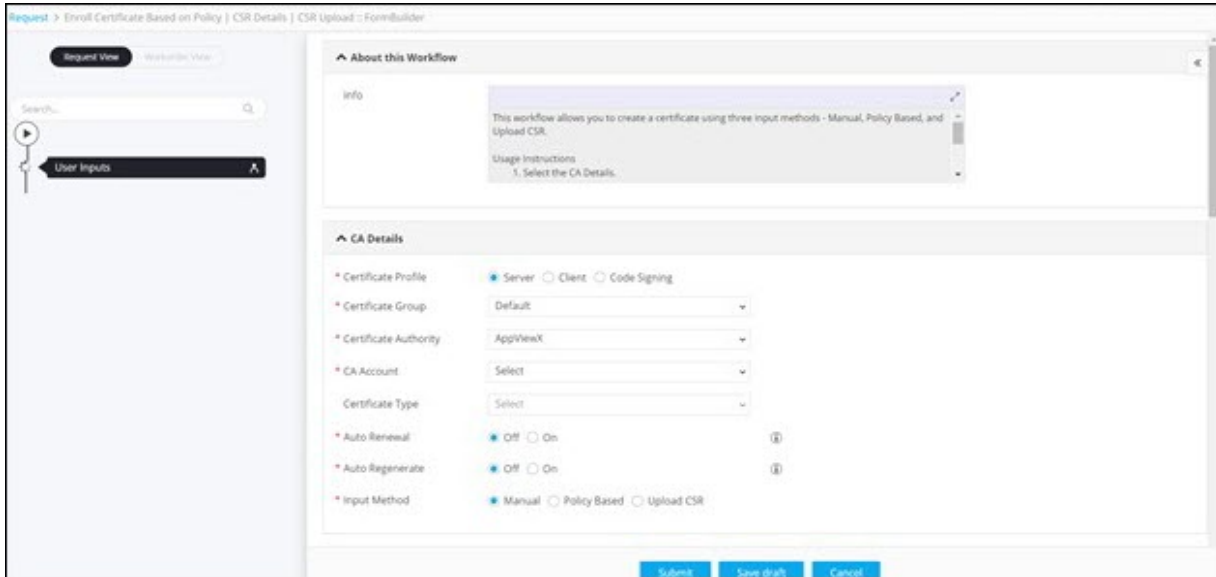 Request > Enroll Certificate Based on Policy | CSR Details | CSR Upload :: FormBuilder
Request View
Workorder View
Search...
User Inputs
About this Workflow
info
This workflow allows you to create a certificate using three input methods - Manual, Policy Based, and
Upload CSR.
Usage Instructions
1. Select the CA Details.
CA Details
* Certificate Profile Server Client Code Signing
* Certificate Group Default
* Certificate Authority AppViewX
* CA Account Select
Certificate Type Select
* Auto Renewal Off On
* Auto Regenerate Off On
* Input Method Manual Policy Based Upload CSR
Submit Save draft Cancel